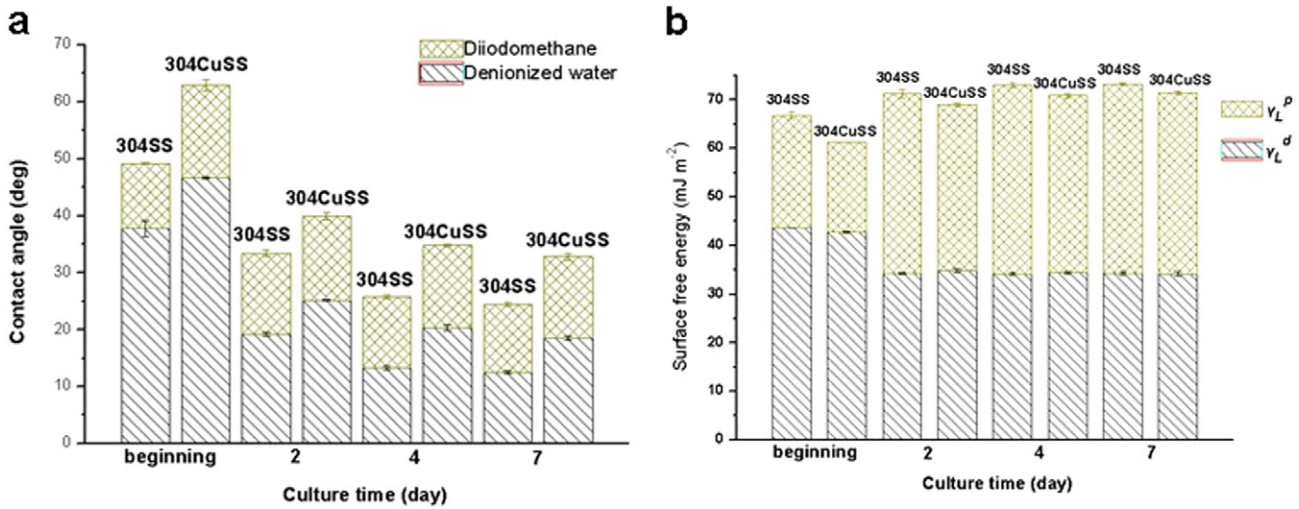 a
70
60
50
40
30
20
10
0
Contact angle (deg)
Diiodomethane
Denionized water
304SS
304CuSS
304SS
304CuSS
304SS
304CuSS
304SS
304CuSS
beginning
2
4
7
Culture time (day)
b
70
60
50
40
30
20
10
0
Surface free energy (mJ m-2)
304SS
304CuSS
304SS
304CuSS
304SS
304CuSS
304SS
304CuSS
γLp
γLd
beginning
2
4
7
Culture time (day)